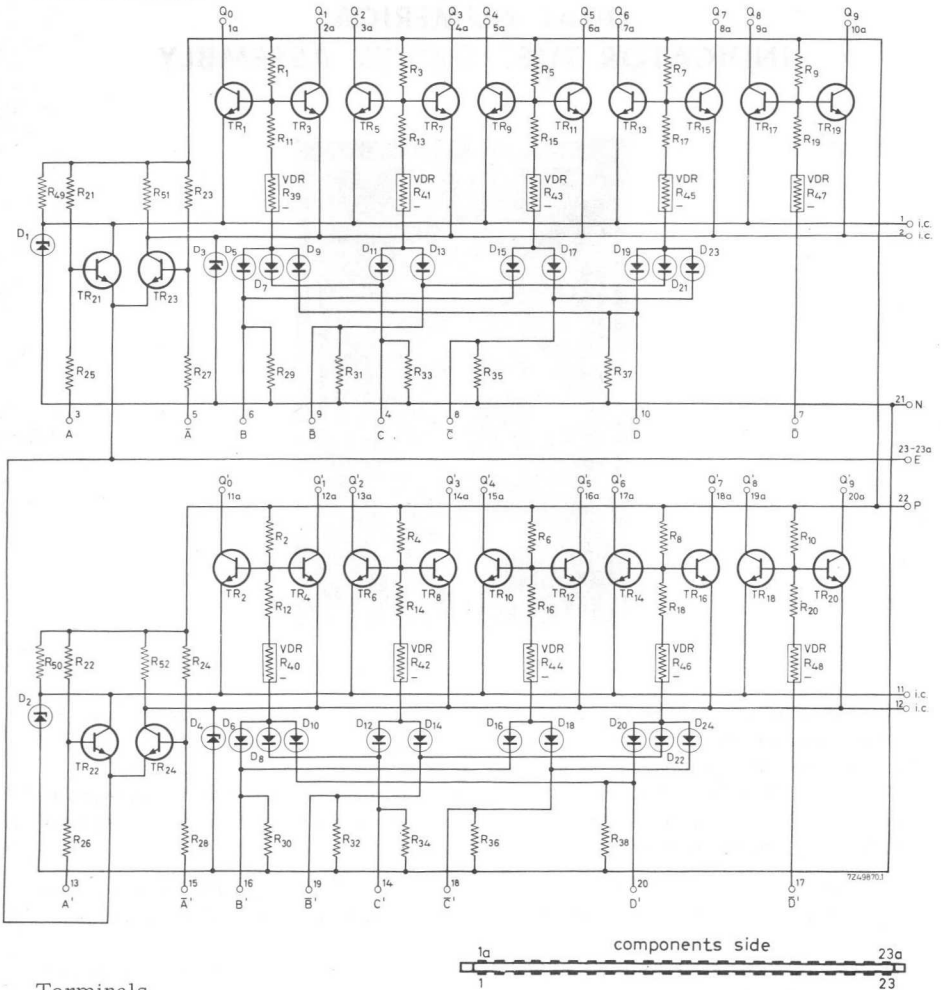 Q0 Q1 Q2 Q3 Q4 Q5 Q6 Q7 Q8 Q9
1a 2a 3a 4a 5a 6a 7a 8a 9a 10a
R1 R3 R5 R7 R9
TR1 TR3 TR5 TR7 TR9 TR11 TR13 TR15 TR17 TR19
R11 R13 R15 R17 R19
VDR VDR VDR VDR VDR
R49 R21 R51 R23 R39 R41 R43 R45 R47
1 i.c.
2 i.c.
D1 D3 D5 D9 D11 D13 D15 D17 D19 D23
D7 D21
TR21 TR23
R25 R27 R29 R31 R33 R35 R37
21 N
3 5 6 9 4 8 10 7
A Ā B B̄ C C̄ D D̄
23-23a E
22 P
Q'0 Q'1 Q'2 Q'3 Q'4 Q'5 Q'6 Q'7 Q'8 Q'9
11a 12a 13a 14a 15a 16a 17a 18a 19a 20a
R2 R4 R6 R8 R10
TR2 TR4 TR6 TR8 TR10 TR12 TR14 TR16 TR18 TR20
R12 R14 R16 R18 R20
VDR VDR VDR VDR VDR
R50 R22 R52 R24 R40 R42 R44 R46 R48
11 i.c.
12 i.c.
D2 D4 D6 D10 D12 D14 D16 D18 D20 D24
D8 D22
TR22 TR24
R26 R28 R30 R32 R34 R36 R38
7Z49870.1
13 15 16 19 14 18 20 17
A' Ā' B' B̄' C' C̄' D' D̄'
components side
1a 23a
1 23
Terminals